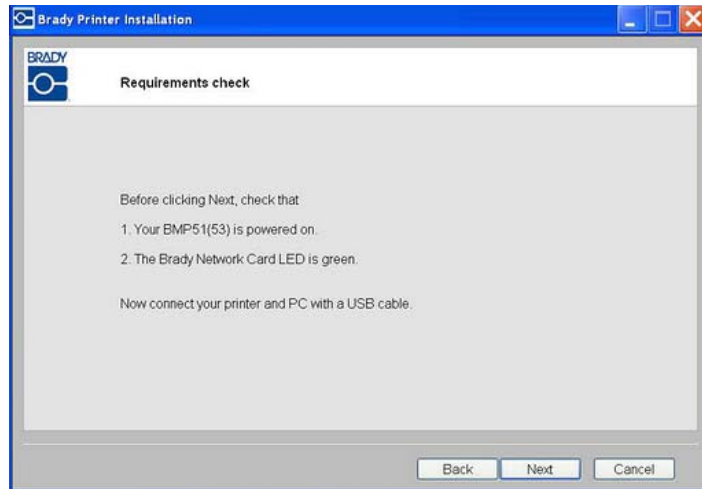 Brady Printer Installation
BRADY
Requirements check
Before clicking Next, check that
1. Your BMP51(53) is powered on.
2. The Brady Network Card LED is green.
Now connect your printer and PC with a USB cable.
Back Next Cancel